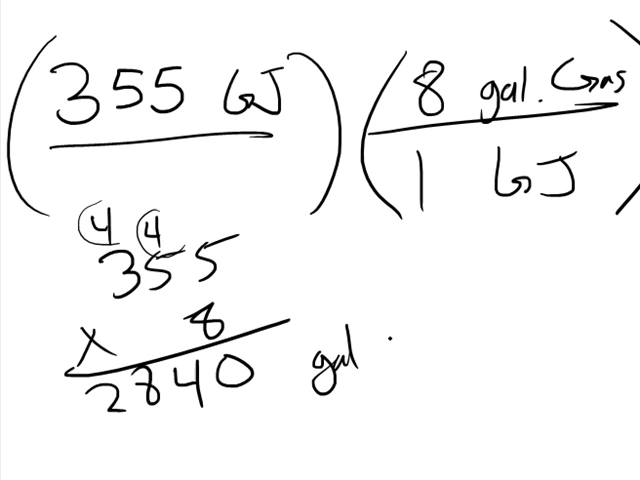 (355 GJ) (8 gal. Gas
1 GJ)
4 4
355
x 8
2840 gal.